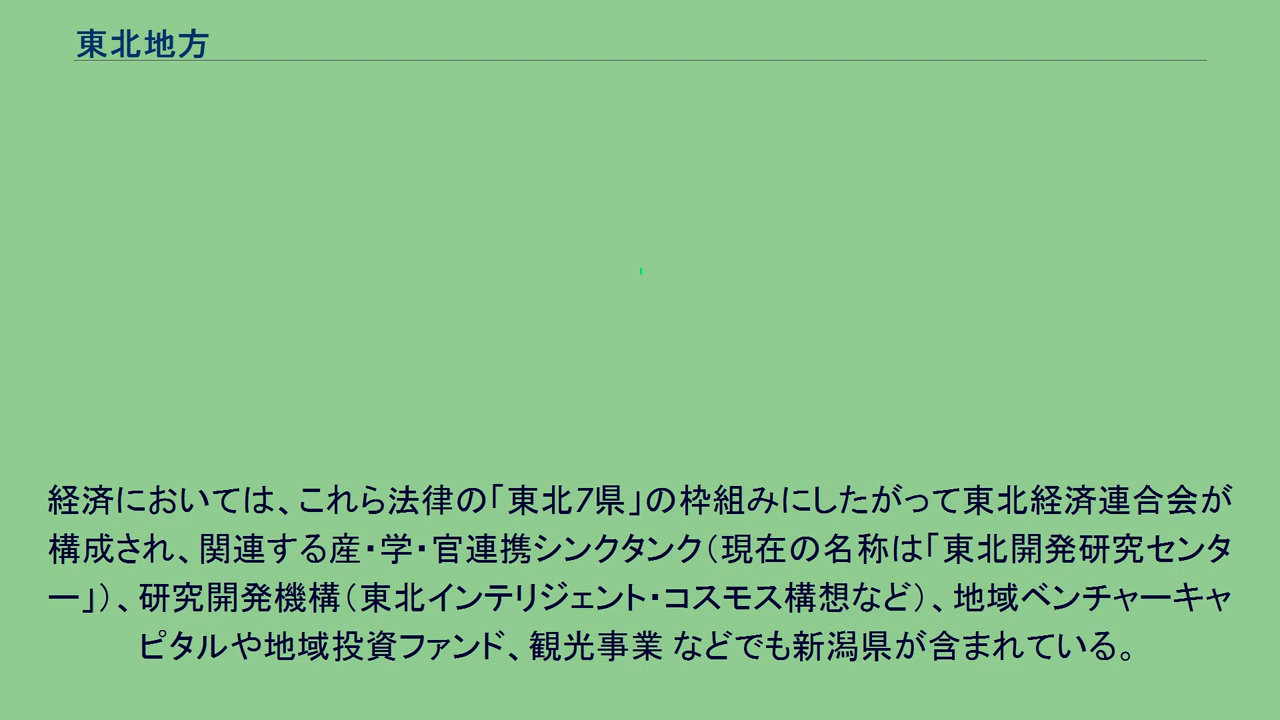 東北地方
経済においては、これら法律の「東北7県」の枠組みにしたがって東北経済連合会が
構成され、関連する産・学・官連携シンクタンク（現在の名称は「東北開発研究センタ
ー」）、研究開発機構（東北インテリジェント・コスモス構想など）、地域ベンチャーキャ
ピタルや地域投資ファンド、観光事業 などでも新潟県が含まれている。